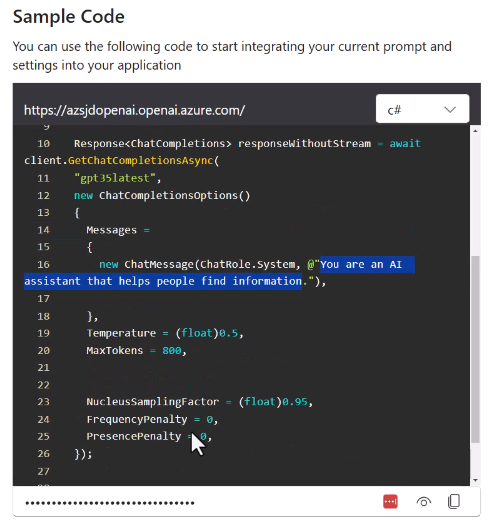 Sample Code
You can use the following code to start integrating your current prompt and
settings into your application
https://azsjdopenai.openai.azure.com/
c#
9
10 Response<ChatCompletions> responseWithoutStream = await
client.GetChatCompletionsAsync(
11 "gpt35latest",
12 new ChatCompletionsOptions()
13 {
14 Messages =
15 {
16 new ChatMessage(ChatRole.System, @"You are an AI
assistant that helps people find information."),
17
18 },
19 Temperature = (float)0.5,
20 MaxTokens = 800,
21
22
23 NucleusSamplingFactor = (float)0.95,
24 FrequencyPenalty = 0,
25 PresencePenalty = 0,
26 });
27